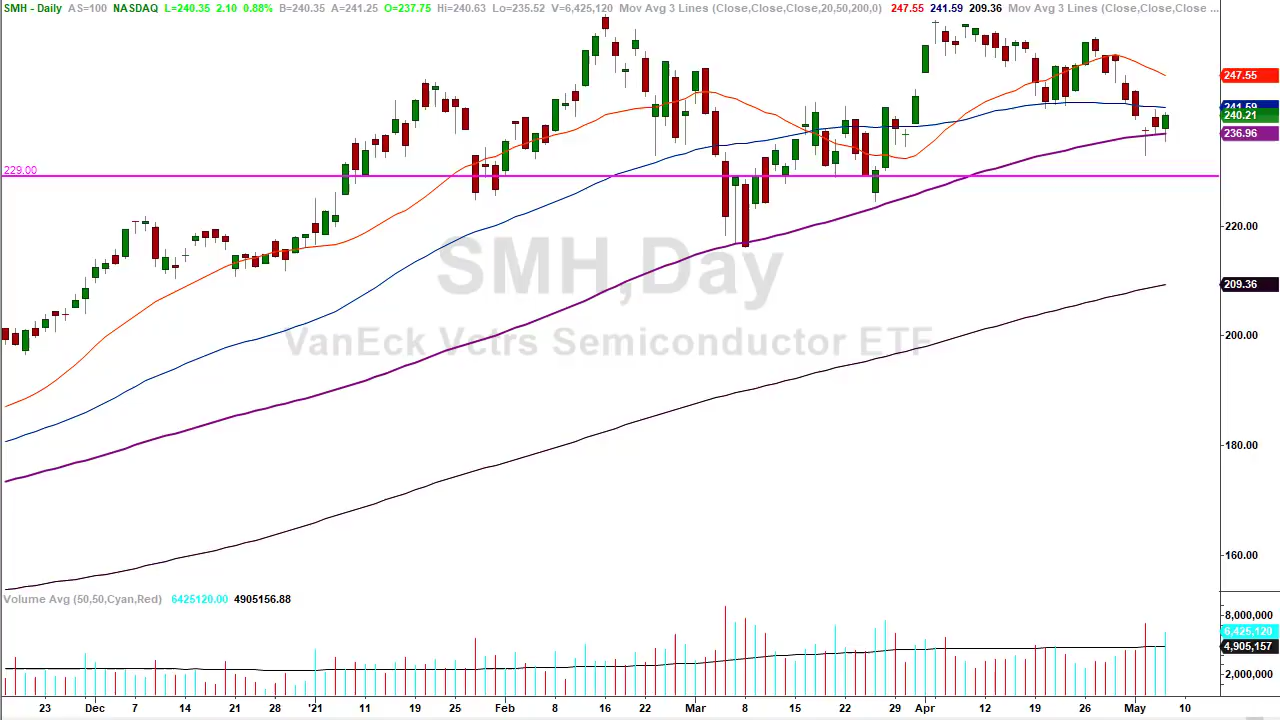 SMH - Daily AS=100 NASDAQ L=240.35 2.10 0.88% B=240.35 A=241.25 O=237.75 Hi=240.63 Lo=235.52 V=6,425,120 Mov Avg 3 Lines (Close,Close,Close,20,50,200,0) 247.55 241.59 209.36 Mov Avg 3 Lines (Close,Close,Close ...
247.55
241.59
240.21
236.96
229.00
220.00
SMH,Day
209.36
VanEck Vctrs Semiconductor ETF
200.00
180.00
160.00
Volume Avg (50,50,Cyan,Red) 6425120.00 4905156.88
8,000,000
6,425,120
4,905,157
2,000,000
23 Dec 7 14 21 28 '21 11 19 25 Feb 8 16 22 Mar 8 15 22 29 Apr 12 19 26 May 10